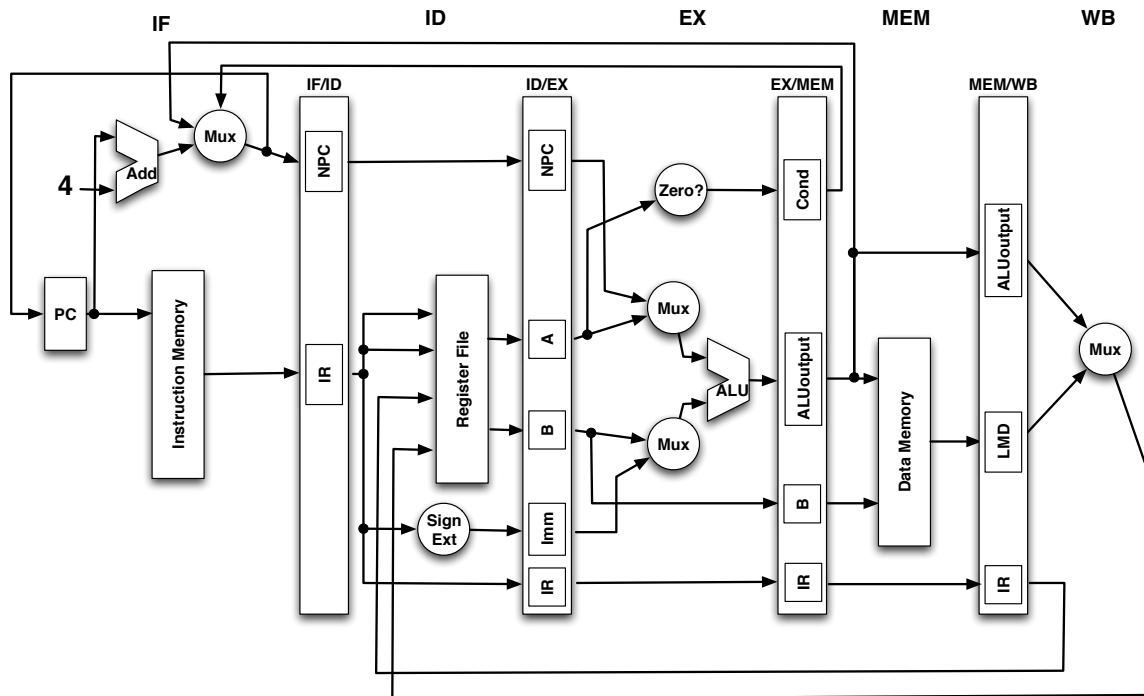 IF
ID
EX
MEM
WB
IF/ID
ID/EX
EX/MEM
MEM/WB
Mux
Add
4
NPC
NPC
Zero?
Cond
ALUoutput
PC
Instruction Memory
IR
Register File
A
B
Mux
ALU
Mux
ALUoutput
Data Memory
LMD
Mux
Sign
Ext
Imm
B
IR
IR
IR